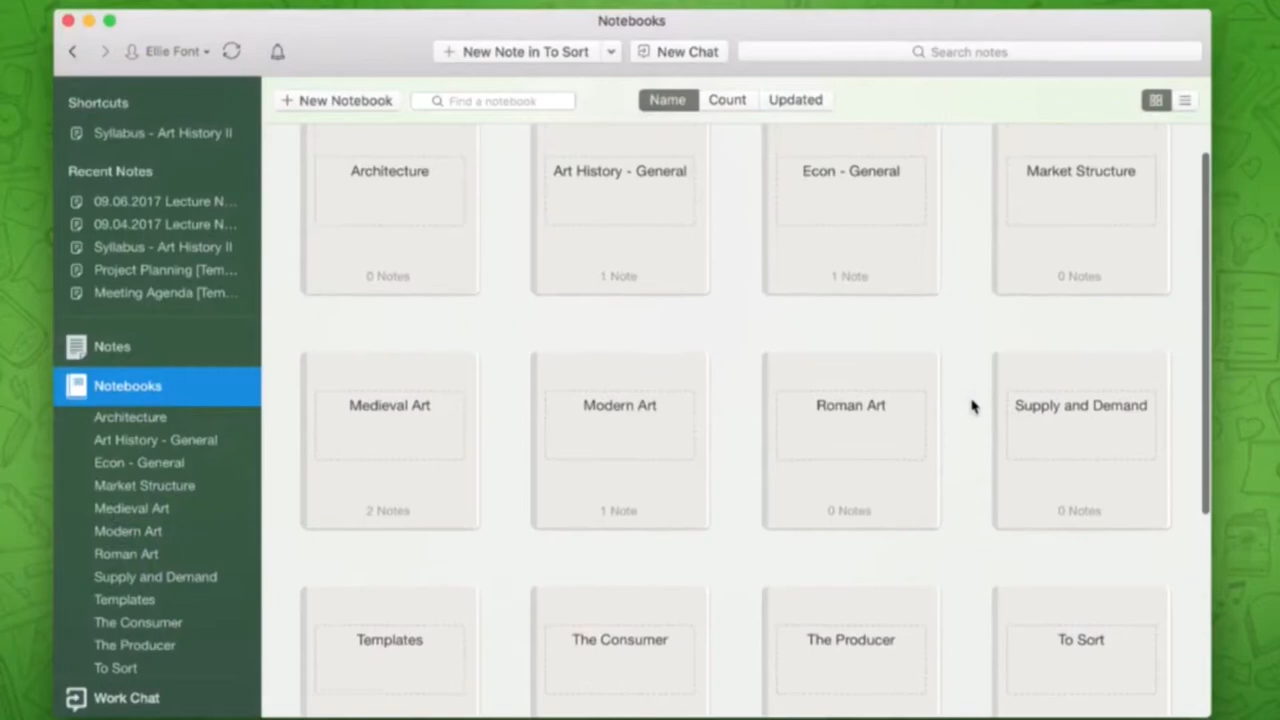 Notebooks
Ellie Font
New Note in To Sort
New Chat
Search notes
Shortcuts
Syllabus - Art History II
Recent Notes
09.06.2017 Lecture N...
09.04.2017 Lecture N...
Syllabus - Art History II
Project Planning [Tem...
Meeting Agenda [Tem...
Notes
Notebooks
Architecture
Art History - General
Econ - General
Market Structure
Medieval Art
Modern Art
Roman Art
Supply and Demand
Templates
The Consumer
The Producer
To Sort
Work Chat
+ New Notebook
Find a notebook
Name Count Updated
Architecture Art History - General Econ - General Market Structure
0 Notes 1 Note 1 Note 0 Notes
Medieval Art Modern Art Roman Art Supply and Demand
2 Notes 1 Note 0 Notes 0 Notes
Templates The Consumer The Producer To Sort